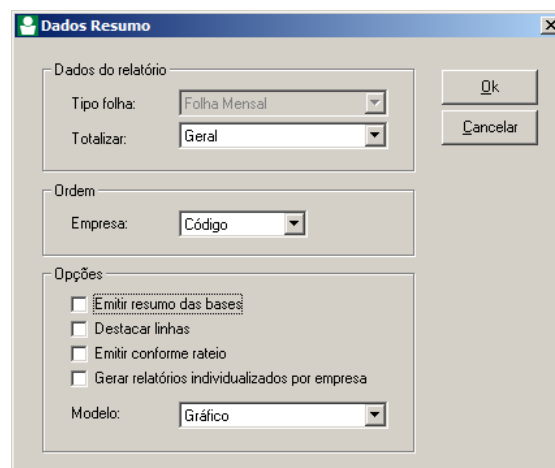 Dados Resumo
Dados do relatório
Tipo folha: Folha Mensal
Totalizar: Geral
Ok
Cancelar
Ordem
Empresa: Código
Opções
Emitir resumo das bases
Destacar linhas
Emitir conforme rateio
Gerar relatórios individualizados por empresa
Modelo: Gráfico